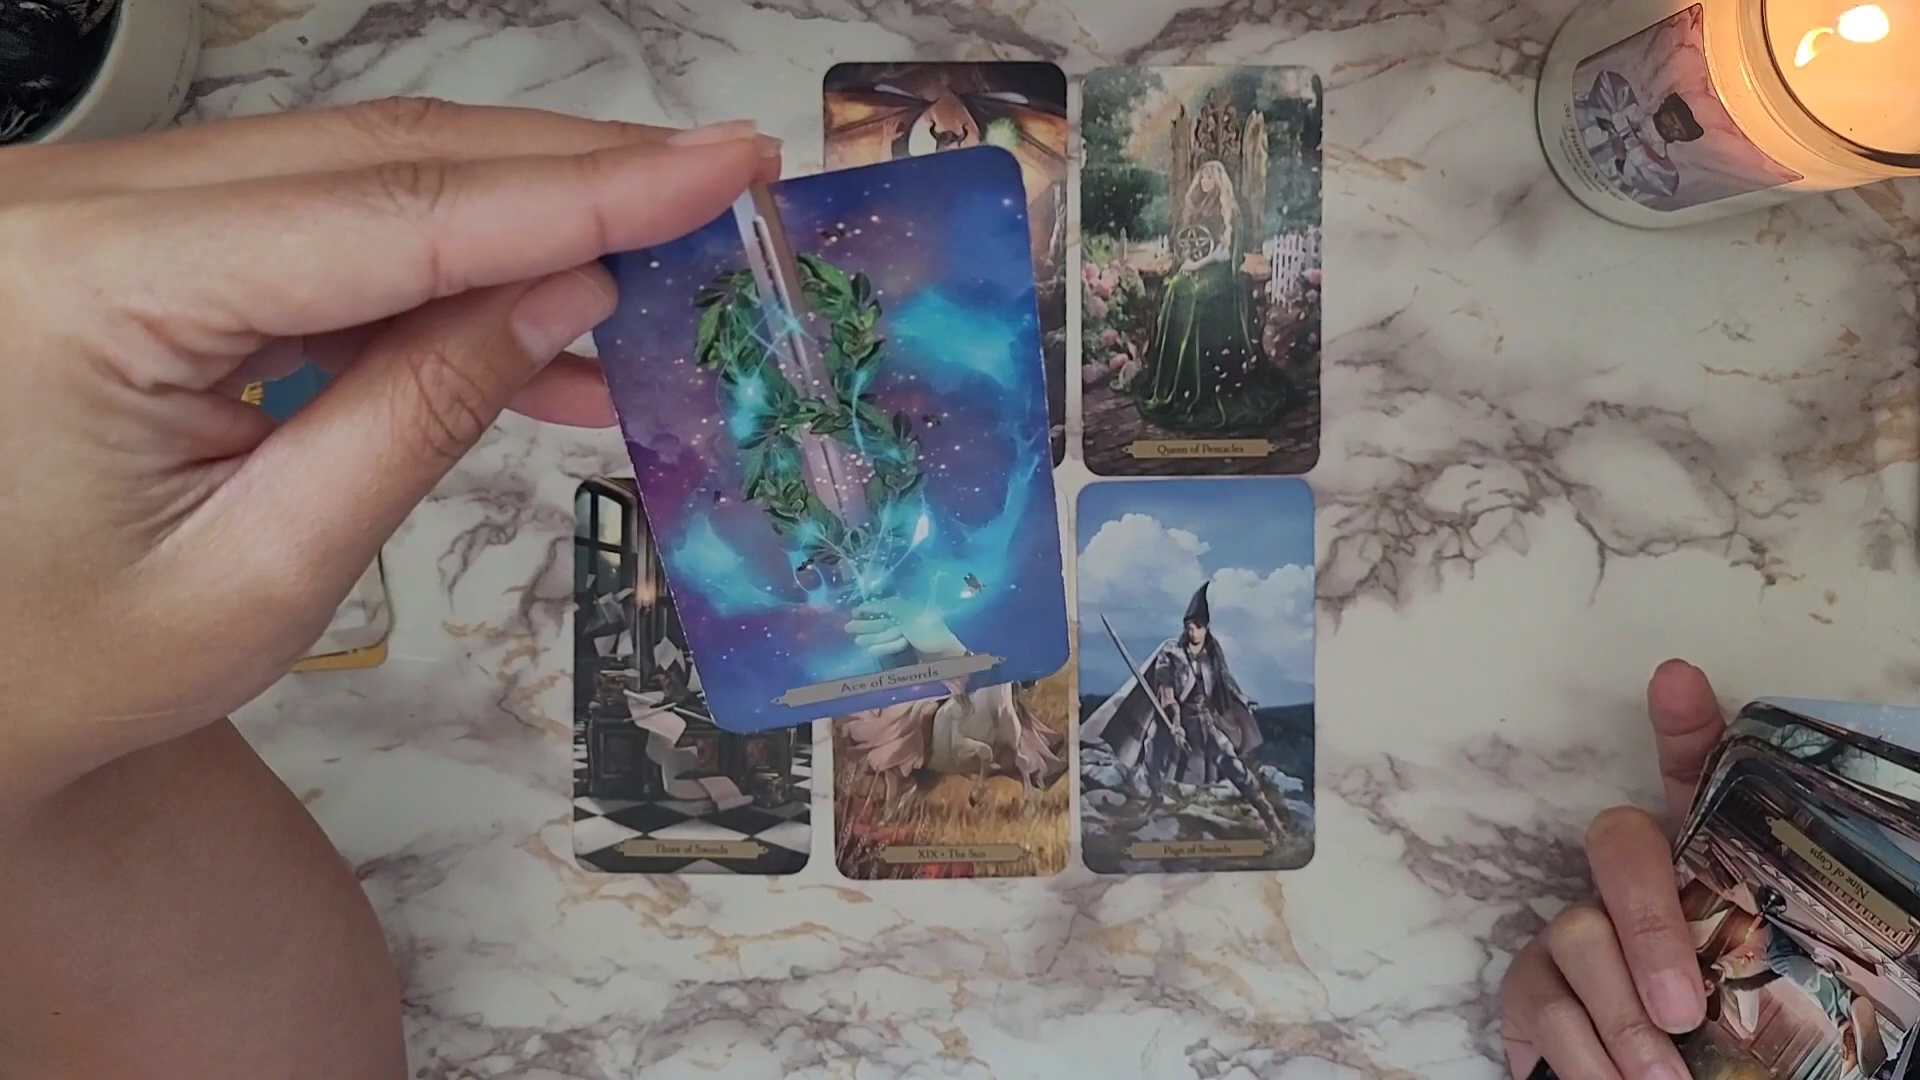 Queen of Pentacles
Ace of Swords
Three of Swords
XIX • The Sun
Page of Swords
Nine of Cups